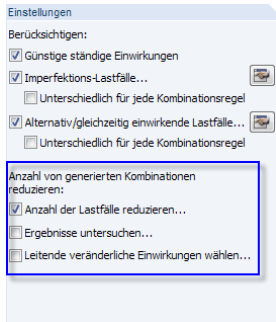 Einstellungen
Berücksichtigen:
Günstige ständige Einwirkungen
Imperfektions-Lastfälle...
Unterschiedlich für jede Kombinationsregel
Alternativ/gleichzeitig einwirkende Lastfälle...
Unterschiedlich für jede Kombinationsregel
Anzahl von generierten Kombinationen
reduzieren:
Anzahl der Lastfälle reduzieren...
Ergebnisse untersuchen...
Leitende veränderliche Einwirkungen wählen...